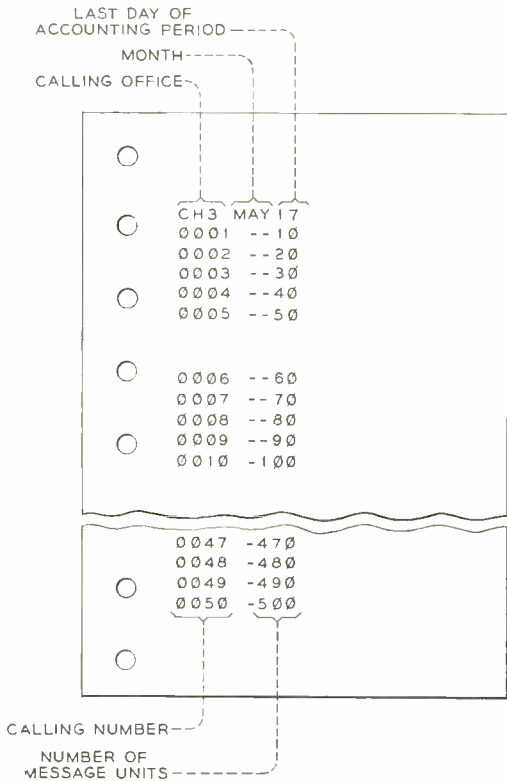 LAST DAY OF
ACCOUNTING PERIOD
MONTH
CALLING OFFICE
CH3 MAY 17
0001 --10
0002 --20
0003 --30
0004 --40
0005 --50
0006 --60
0007 --70
0008 --80
0009 --90
0010 -100
0047 -470
0048 -480
0049 -490
0050 -500
CALLING NUMBER
NUMBER OF
MESSAGE UNITS